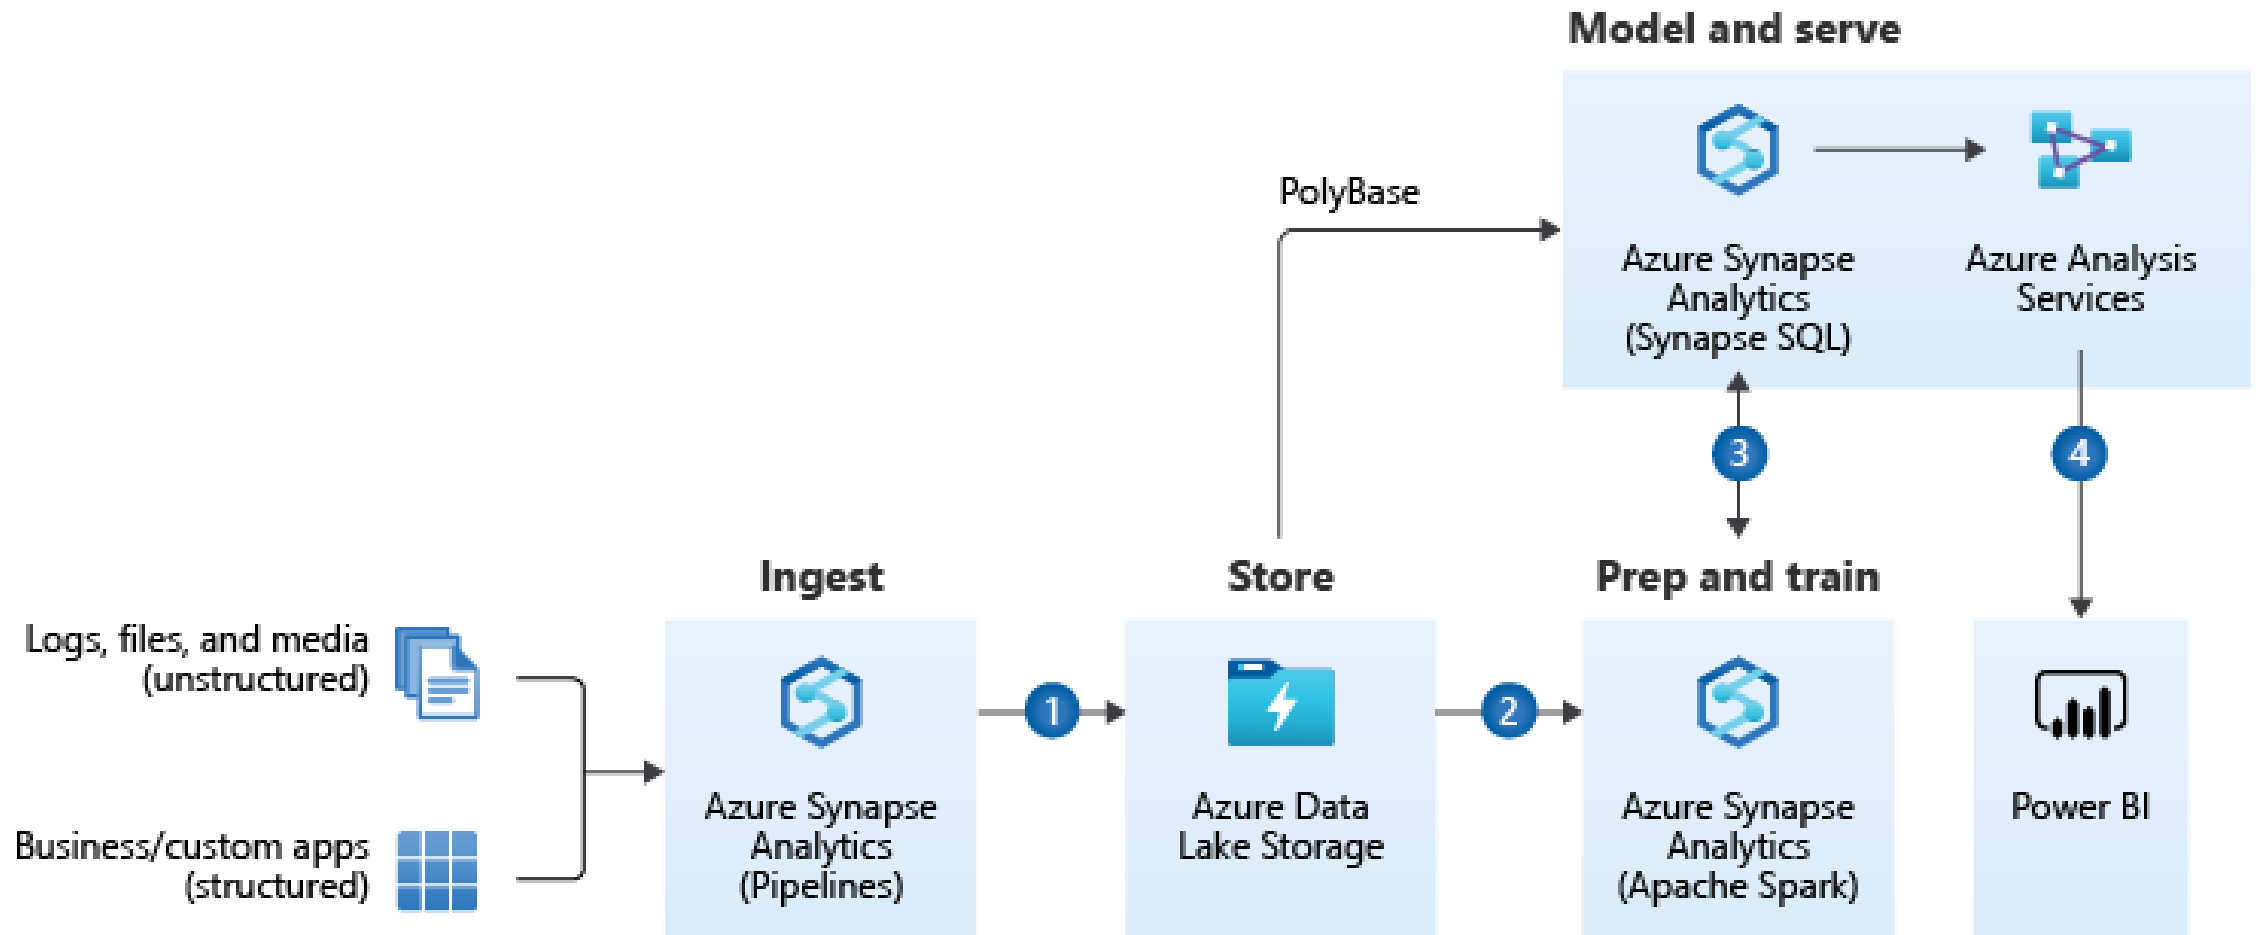 Model and serve
PolyBase
Azure Synapse
Analytics
(Synapse SQL)
Azure Analysis
Services
3
4
Ingest
Store
Prep and train
Logs, files, and media
(unstructured)
Business/custom apps
(structured)
Azure Synapse
Analytics
(Pipelines)
1
Azure Data
Lake Storage
2
Azure Synapse
Analytics
(Apache Spark)
Power BI